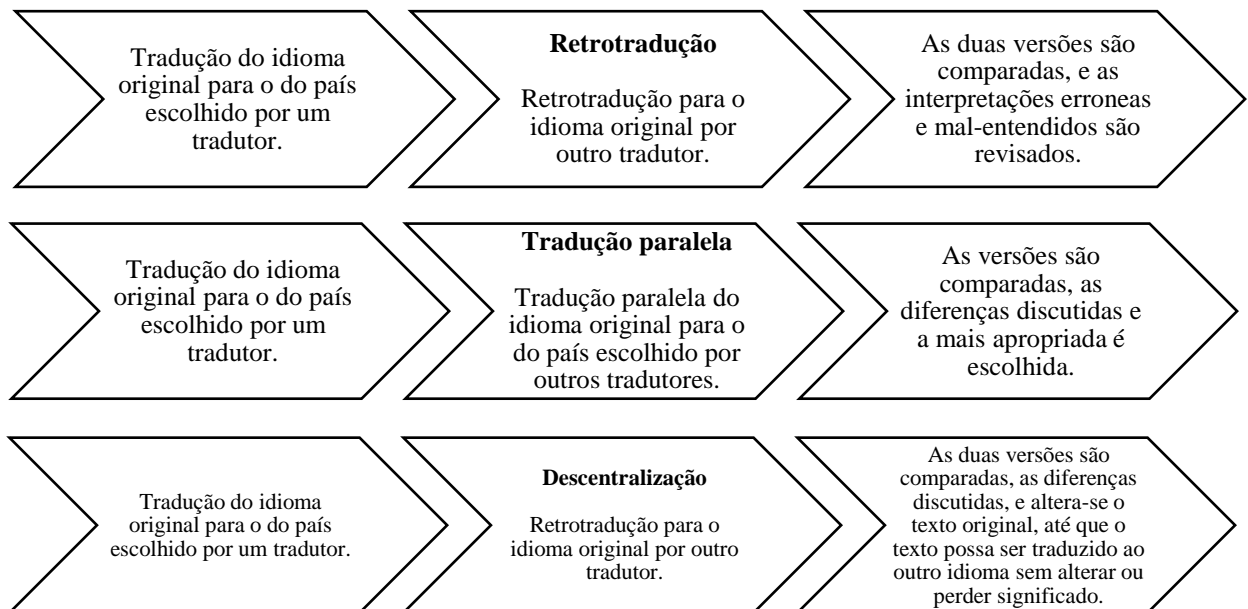 Tradução do idioma
original para o do país
escolhido por um
tradutor.
Retrotradução
Retrotradução para o
idioma original por
outro tradutor.
As duas versões são
comparadas, e as
interpretações erroneas
e mal-entendidos são
revisados.
Tradução do idioma
original para o do país
escolhido por um
tradutor.
Tradução paralela
Tradução paralela do
idioma original para o
do país escolhido por
outros tradutores.
As versões são
comparadas, as
diferenças discutidas e
a mais apropriada é
escolhida.
Tradução do idioma
original para o do país
escolhido por um tradutor.
Descentralização
Retrotradução para o
idioma original por outro
tradutor.
As duas versões são
comparadas, as diferenças
discutidas, e altera-se o
texto original, até que o
texto possa ser traduzido ao
outro idioma sem alterar ou
perder significado.